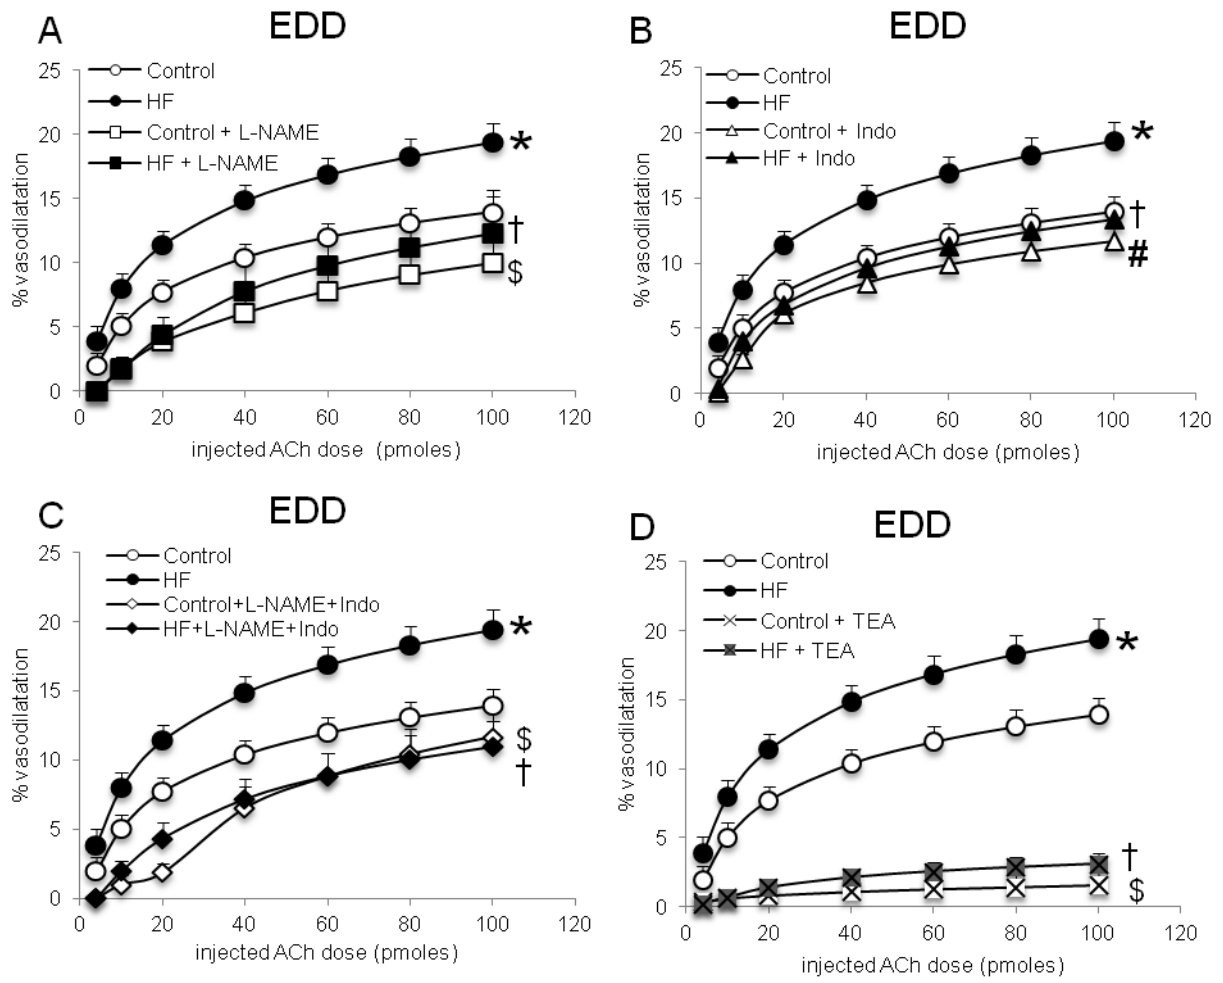 A
EDD
Control
HF
Control + L-NAME
HF + L-NAME
% vasodilatation
25
20
15
10
5
0
*
†
$
0 20 40 60 80 100 120
injected ACh dose (pmoles)
B
EDD
Control
HF
Control + Indo
HF + Indo
% vasodilatation
25
20
15
10
5
0
*
†
#
0 20 40 60 80 100 120
injected ACh dose (pmoles)
C
EDD
Control
HF
Control+L-NAME+Indo
HF+L-NAME+Indo
% vasodilatation
25
20
15
10
5
0
*
$
†
0 20 40 60 80 100 120
injected ACh dose (pmoles)
D
EDD
Control
HF
Control + TEA
HF + TEA
% vasodilatation
25
20
15
10
5
0
*
†
$
0 20 40 60 80 100 120
injected ACh dose (pmoles)